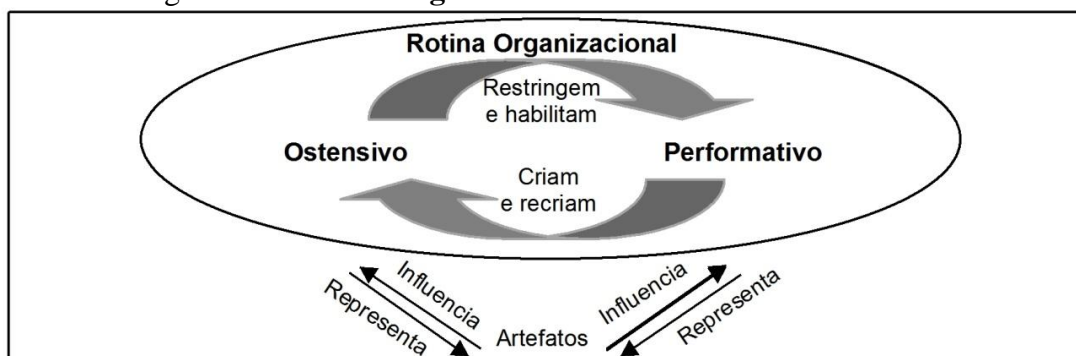 Rotina Organizacional
Restringem
e habilitam
Ostensivo
Performativo
Criam
e recriam
Influencia
Representa
Artefatos
Influencia
Representa